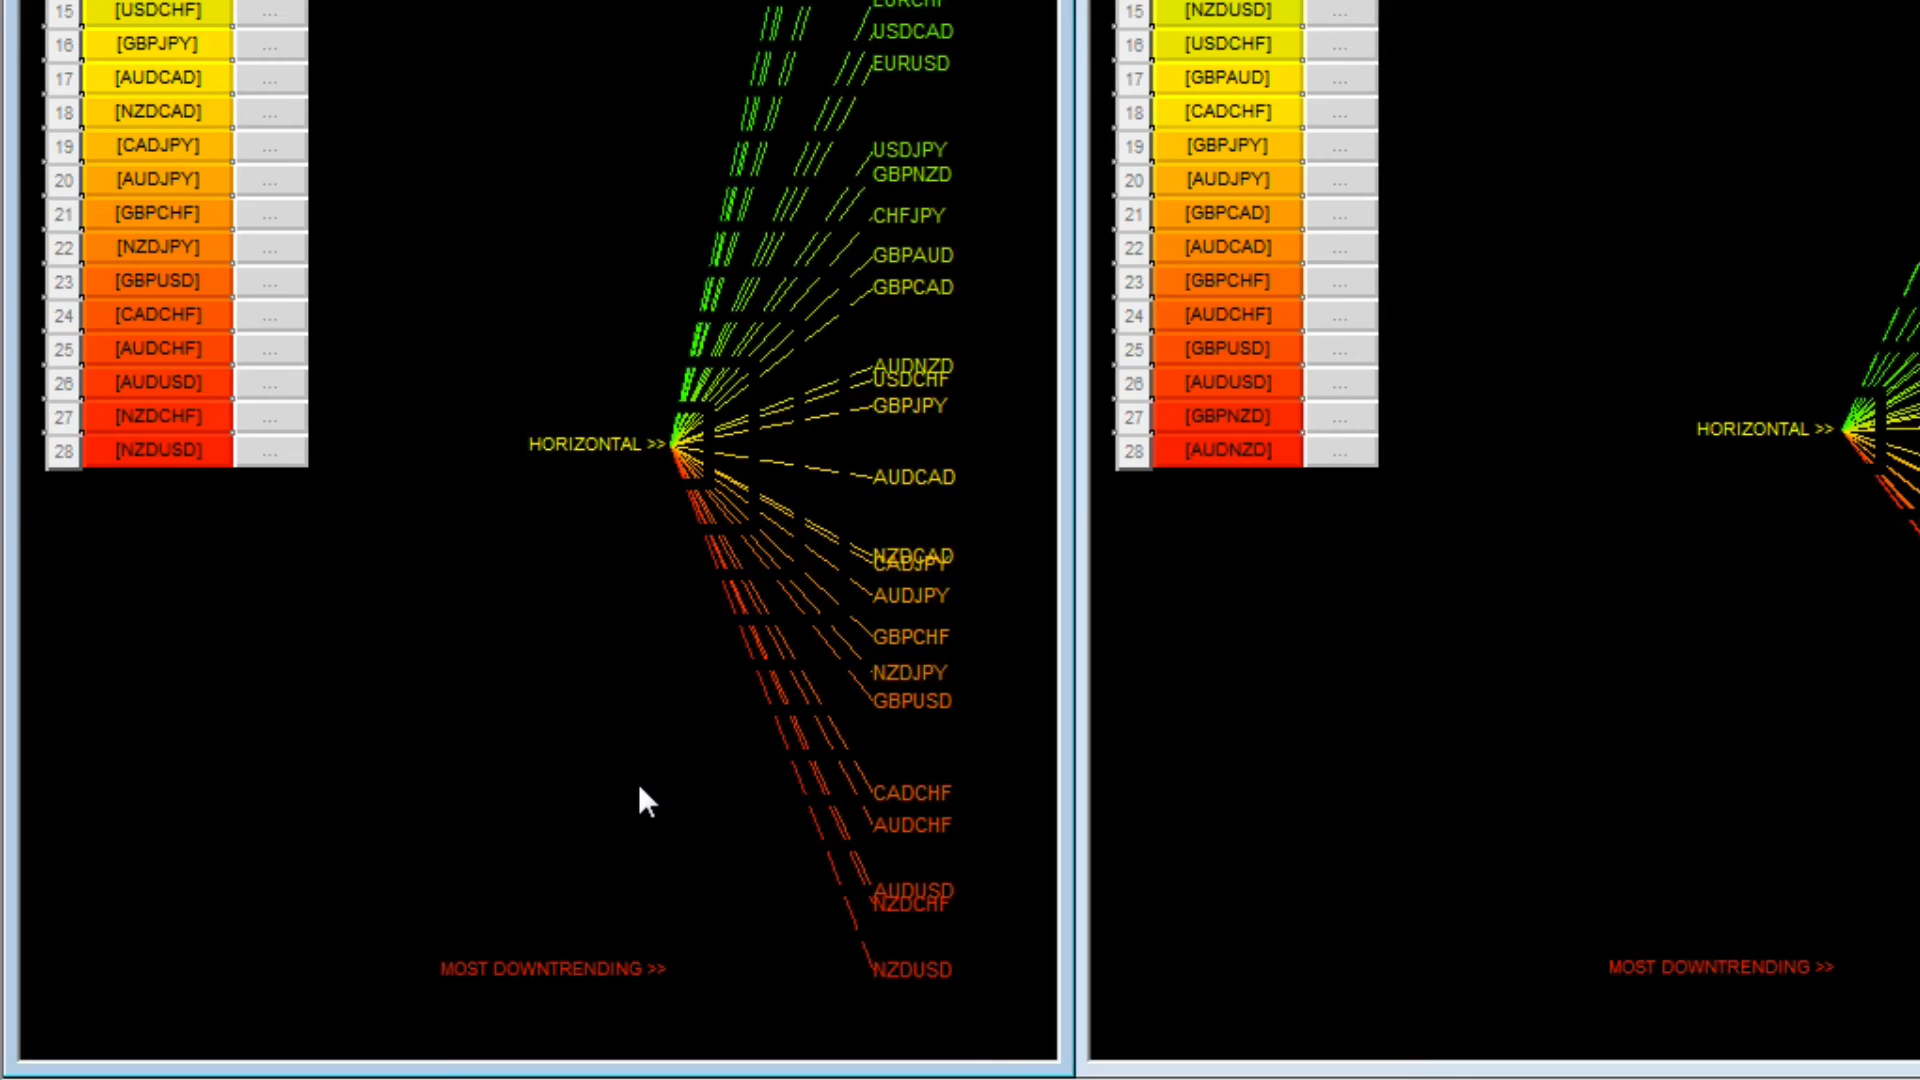 15 [USDCHF] ...
16 [GBPJPY] ...
17 [AUDCAD] ...
18 [NZDCAD] ...
19 [CADJPY] ...
20 [AUDJPY] ...
21 [GBPCHF] ...
22 [NZDJPY] ...
23 [GBPUSD] ...
24 [CADCHF] ...
25 [AUDCHF] ...
26 [AUDUSD] ...
27 [NZDCHF] ...
28 [NZDUSD] ...
EURCHF
USDCAD
EURUSD
USDJPY
GBPNZD
CHFJPY
GBPAUD
GBPCAD
AUDNZD
USDCHF
GBPJPY
HORIZONTAL >>
AUDCAD
NZDCAD
CADJPY
AUDJPY
GBPCHF
NZDJPY
GBPUSD
CADCHF
AUDCHF
AUDUSD
NZDCHF
MOST DOWNTRENDING >>
NZDUSD
15 [NZDUSD] ...
16 [USDCHF] ...
17 [GBPAUD] ...
18 [CADCHF] ...
19 [GBPJPY] ...
20 [AUDJPY] ...
21 [GBPCAD] ...
22 [AUDCAD] ...
23 [GBPCHF] ...
24 [AUDCHF] ...
25 [GBPUSD] ...
26 [AUDUSD] ...
27 [GBPNZD] ...
28 [AUDNZD] ...
HORIZONTAL >>
MOST DOWNTRENDING >>